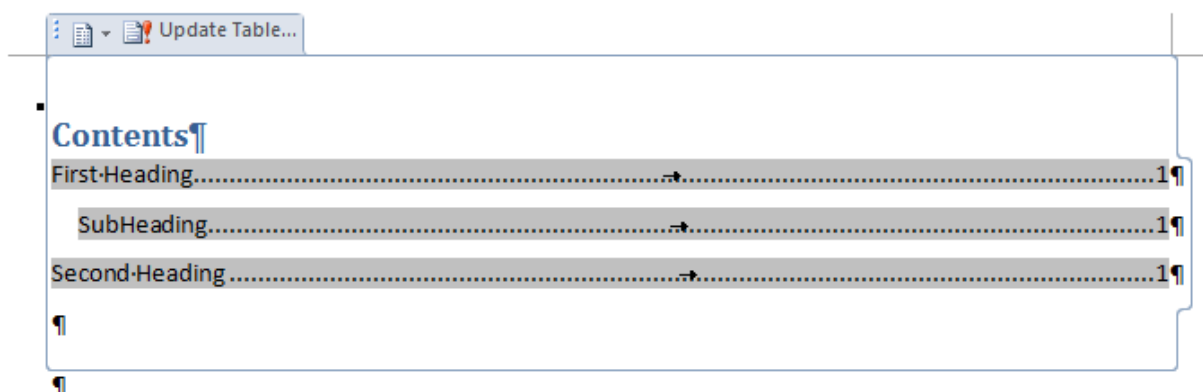 Update Table...
Contents¶
First·Heading................................................................→................................................................1¶
SubHeading................................................................→................................................................1¶
Second·Heading................................................................→................................................................1¶
¶
¶